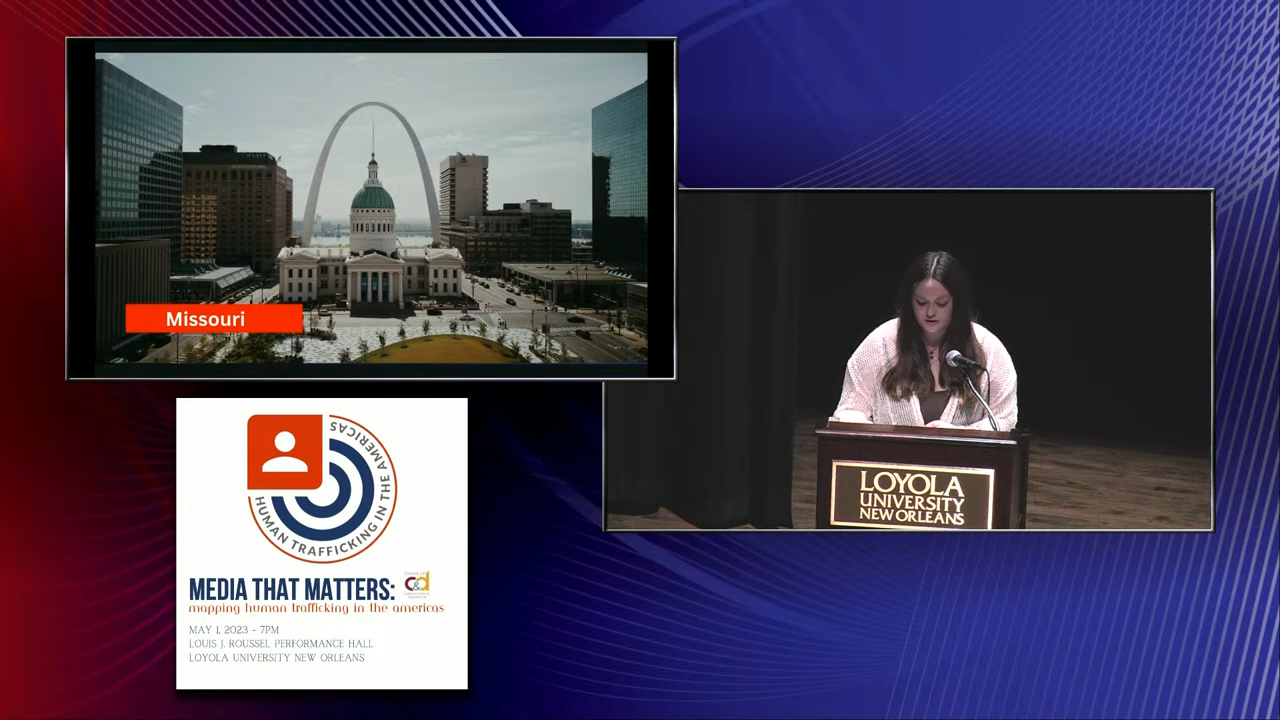 HYATT
Missouri
HUMAN TRAFFICKING IN THE AMERICAS
MEDIA THAT MATTERS:
c&d
mapping human trafficking in the americas
MAY 1, 2023 - 7PM
LOUIS J. ROUSSEL PERFORMANCE HALL
LOYOLA UNIVERSITY NEW ORLEANS
LOYOLA
UNIVERSITY
NEW ORLEANS